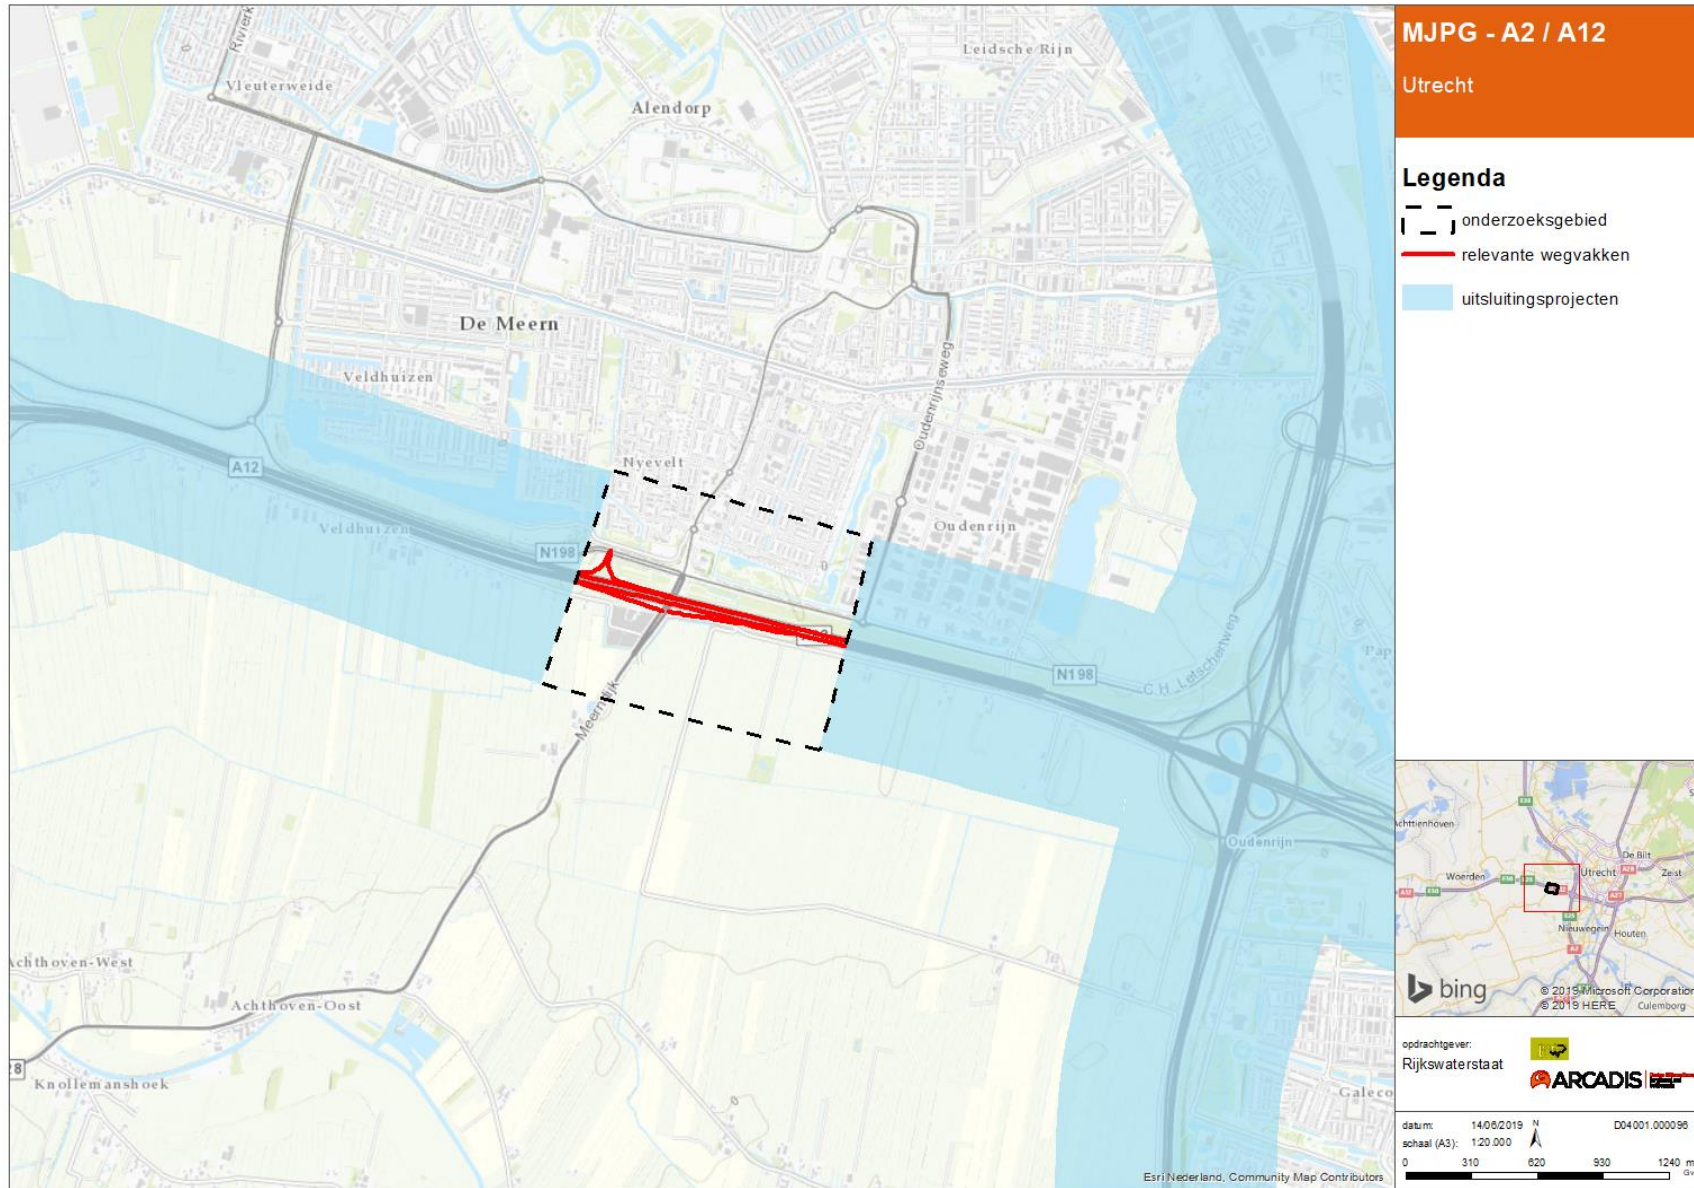 MJPG - A2 / A12
Utrecht
Legenda
onderzoeksgebied
relevante wegvakken
uitsluitingsprojecten
Leidsche Rijn
Vleuterweide
Alendorp
De Meern
Veldhuizen
Oudenrijnseweg
Nyevelt
A12
Veldhuizen
N198
Oudenrijn
Meerndijk
N198
C.H. Letschertweg
Pap
Oudenrijn
Achthoven-West
Achthoven-Oost
Knollemanshoek
Galeco
Esri Nederland, Community Map Contributors
Achttienhoven
De Bilt
Woerden
Utrecht
Zeist
Nieuwegein
Houten
Culemborg
bing
© 2019 Microsoft Corporation
© 2019 HERE
opdrachtgever:
Rijkswaterstaat
ARCADIS
datum: 14/06/2019 N D04001.000096
schaal (A3): 1:20.000
0 310 620 930 1240 m